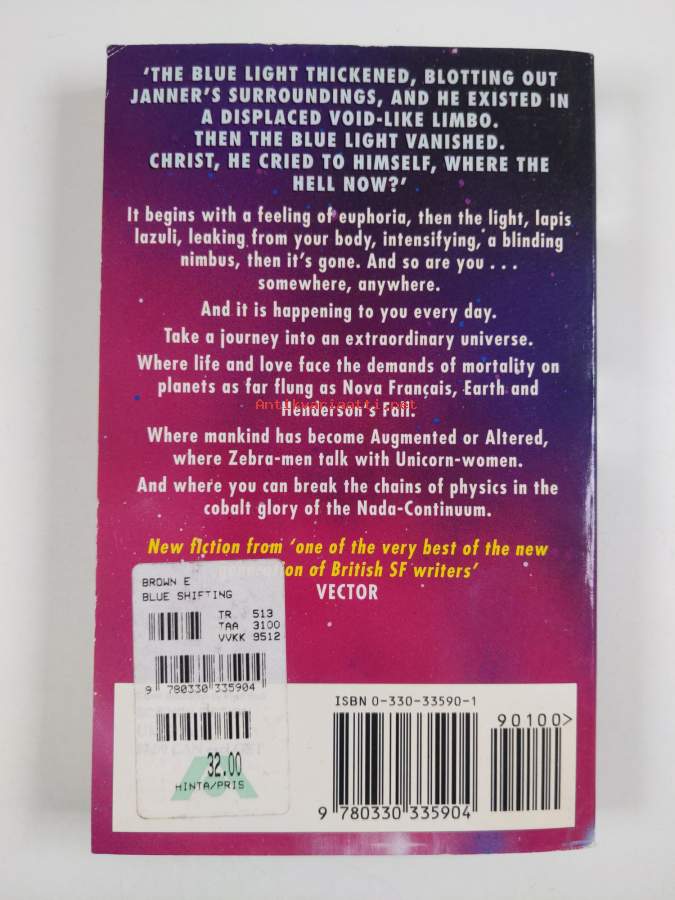 'THE BLUE LIGHT THICKENED, BLOTTING OUT
JANNER'S SURROUNDINGS, AND HE EXISTED IN
A DISPLACED VOID-LIKE LIMBO.
THEN THE BLUE LIGHT VANISHED.
CHRIST, HE CRIED TO HIMSELF, WHERE THE
HELL NOW?'
It begins with a feeling of euphoria, then the light, lapis
lazuli, leaking from your body, intensifying, a blinding
nimbus, then it's gone. And so are you . . .
somewhere, anywhere.
And it is happening to you every day.
Take a journey into an extraordinary universe.
Where life and love face the demands of mortality on
planets as far flung as Nova Français, Earth and
Antikvariaatti.net
Henderson's Fall.
Where mankind has become Augmented or Altered,
where Zebra-men talk with Unicorn-women.
And where you can break the chains of physics in the
cobalt glory of the Nada-Continuum.
New fiction from 'one of the very best of the new
of British SF writers'
VECTOR
BROWN E
BLUE SHIFTING
TR 513
TAA 3100
VVKK 9512
9 780330 335904
32.00
HINTA/PRIS
ISBN 0-330-33590-1
90100>
9 780330 335904